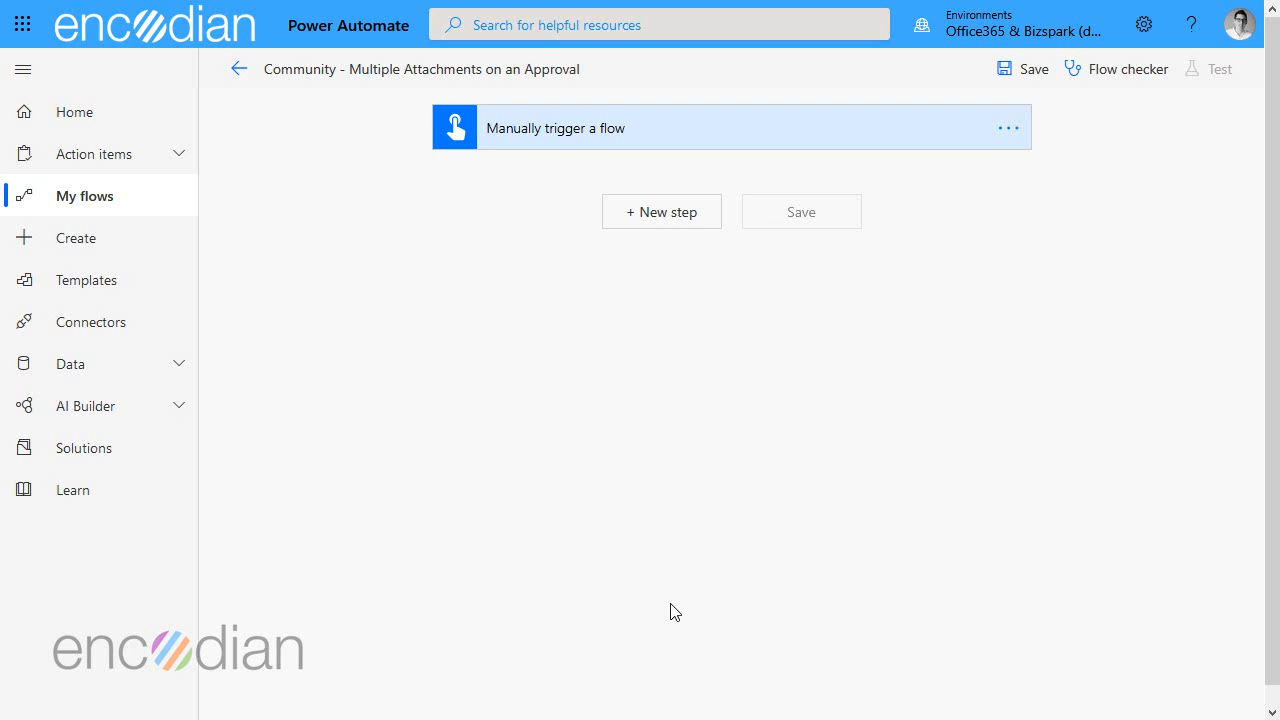 encodian
Power Automate
Search for helpful resources
Environments
Office365 & Bizspark (d...
Community - Multiple Attachments on an Approval
Save
Flow checker
Test
Home
Action items
My flows
Create
Templates
Connectors
Data
AI Builder
Solutions
Learn
Manually trigger a flow
+ New step
Save
encodian